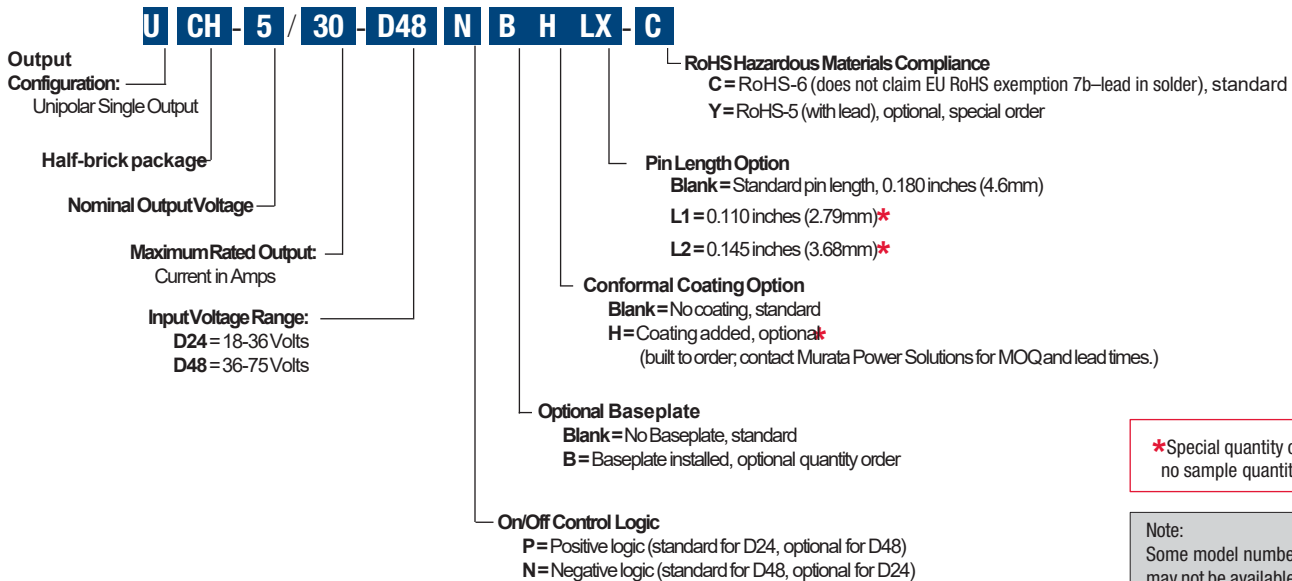 U CH - 5 / 30 - D48 N B H LX - C
Output
Configuration:
Unipolar Single Output
Half-brick package
Nominal Output Voltage
Maximum Rated Output:
Current in Amps
Input Voltage Range:
D24 = 18-36 Volts
D48 = 36-75 Volts
RoHS Hazardous Materials Compliance
C = RoHS-6 (does not claim EU RoHS exemption 7b–lead in solder), standard
Y = RoHS-5 (with lead), optional, special order
Pin Length Option
Blank = Standard pin length, 0.180 inches (4.6mm)
L1 = 0.110 inches (2.79mm)*
L2 = 0.145 inches (3.68mm)*
Conformal Coating Option
Blank = No coating, standard
H = Coating added, optional*
(built to order; contact Murata Power Solutions for MOQ and lead times.)
Optional Baseplate
Blank = No Baseplate, standard
B = Baseplate installed, optional quantity order
On/Off Control Logic
P = Positive logic (standard for D24, optional for D48)
N = Negative logic (standard for D48, optional for D24)
*Special quantity
no sample
Note:
Some model
may not be available